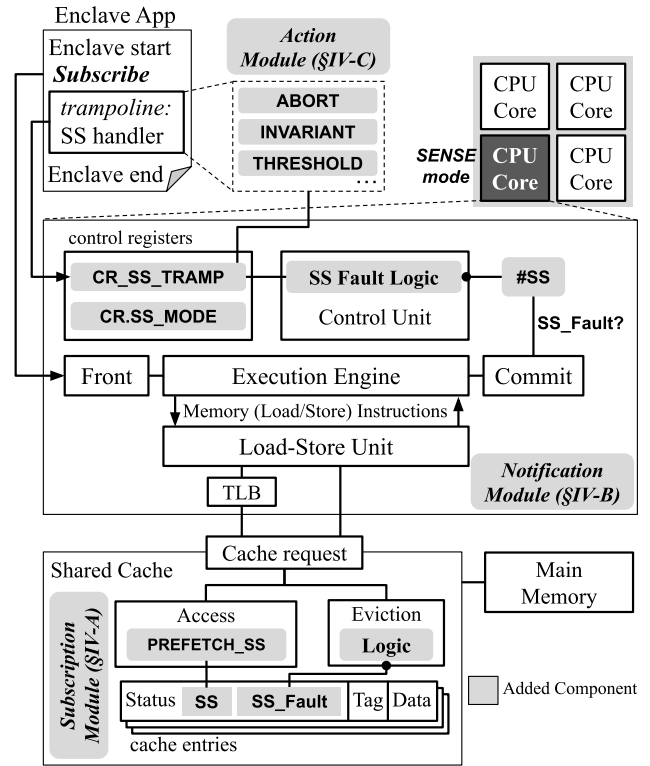 Enclave App
Enclave start
Subscribe
trampoline:
SS handler
Enclave end
Action
Module (§IV-C)
ABORT
INVARIANT
THRESHOLD
...
CPU
Core
CPU
Core
SENSE
mode
CPU
Core
CPU
Core
control registers
CR_SS_TRAMP
CR.SS_MODE
SS Fault Logic
Control Unit
#SS
SS_Fault?
Front
Execution Engine
Commit
Memory (Load/Store) Instructions
Load-Store Unit
TLB
Notification
Module (§IV-B)
Cache request
Shared Cache
Main
Memory
Subscription
Module (§IV-A)
Access
PREFETCH_SS
Eviction
Logic
Status SS SS_Fault Tag Data
cache entries
Added Component